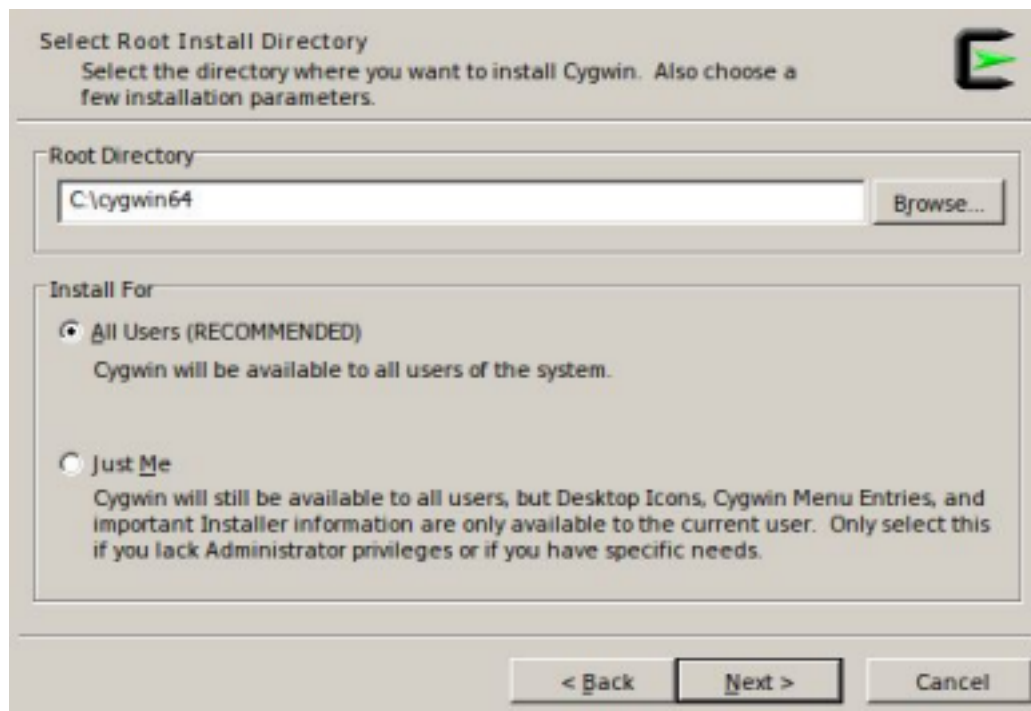 Select Root Install Directory
Select the directory where you want to install Cygwin. Also choose a
few installation parameters.
Root Directory
C:\cygwin64
Browse...
Install For
All Users (RECOMMENDED)
Cygwin will be available to all users of the system.
Just Me
Cygwin will still be available to all users, but Desktop Icons, Cygwin Menu Entries, and
important Installer information are only available to the current user. Only select this
if you lack Administrator privileges or if you have specific needs.
< Back
Next >
Cancel